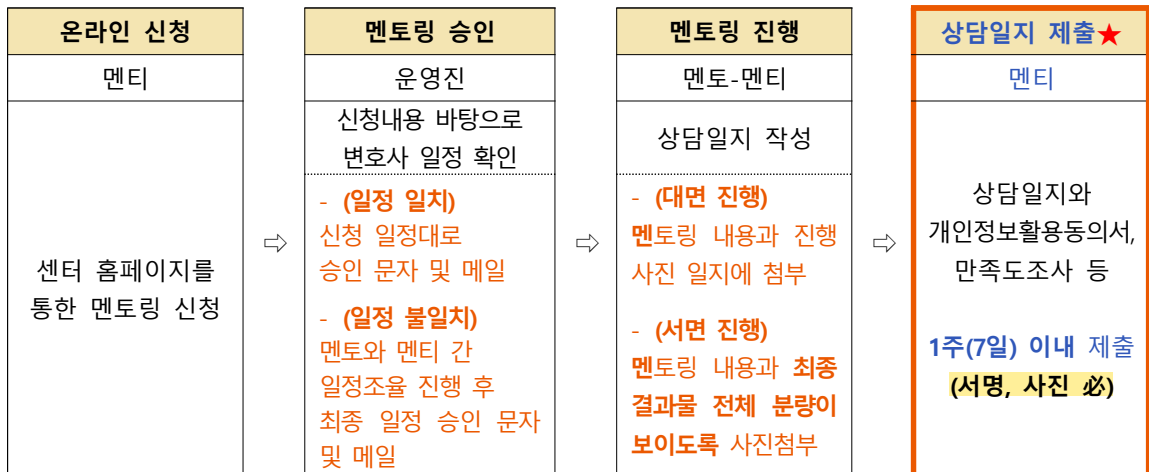 온라인 신청
멘티
센터 홈페이지를
통한 멘토링 신청
⇨
멘토링 승인
운영진
신청내용 바탕으로
변호사 일정 확인
- (일정 일치)
신청 일정대로
승인 문자 및 메일
- (일정 불일치)
멘토와 멘티 간
일정조율 진행 후
최종 일정 승인 문자
및 메일
⇨
멘토링 진행
멘토-멘티
상담일지 작성
- (대면 진행)
멘토링 내용과 진행
사진 일지에 첨부
- (서면 진행)
멘토링 내용과 최종
결과물 전체 분량이
보이도록 사진첨부
⇨
상담일지 제출★
멘티
상담일지와
개인정보활용동의서,
만족도조사 등
1주(7일) 이내 제출
(서명, 사진 必)